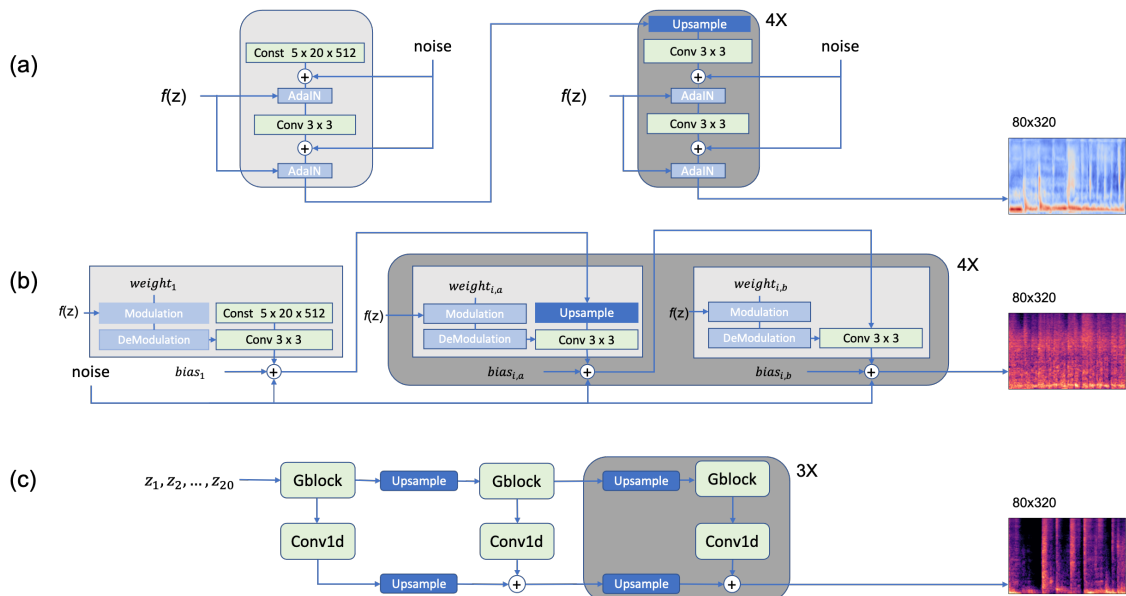 (a)
Const 5 x 20 x 512
noise
+
f(z)
AdaIN
Conv 3 x 3
+
AdaIN
4X
Upsample
Conv 3 x 3
noise
+
f(z)
AdaIN
Conv 3 x 3
+
AdaIN
80x320
(b)
weight₁
f(z)
Modulation
Const 5 x 20 x 512
DeModulation
Conv 3 x 3
noise
bias₁
+
4X
weightᵢ,ₐ
f(z)
Modulation
Upsample
DeModulation
Conv 3 x 3
biasᵢ,ₐ
+
weight_{i,b}
f(z)
Modulation
DeModulation
Conv 3 x 3
bias_{i,b}
+
80x320
(c)
z₁, z₂, ..., z₂₀
Gblock
Upsample
Gblock
Upsample
Gblock
3X
Conv1d
Conv1d
Conv1d
Upsample
+
Upsample
+
80x320